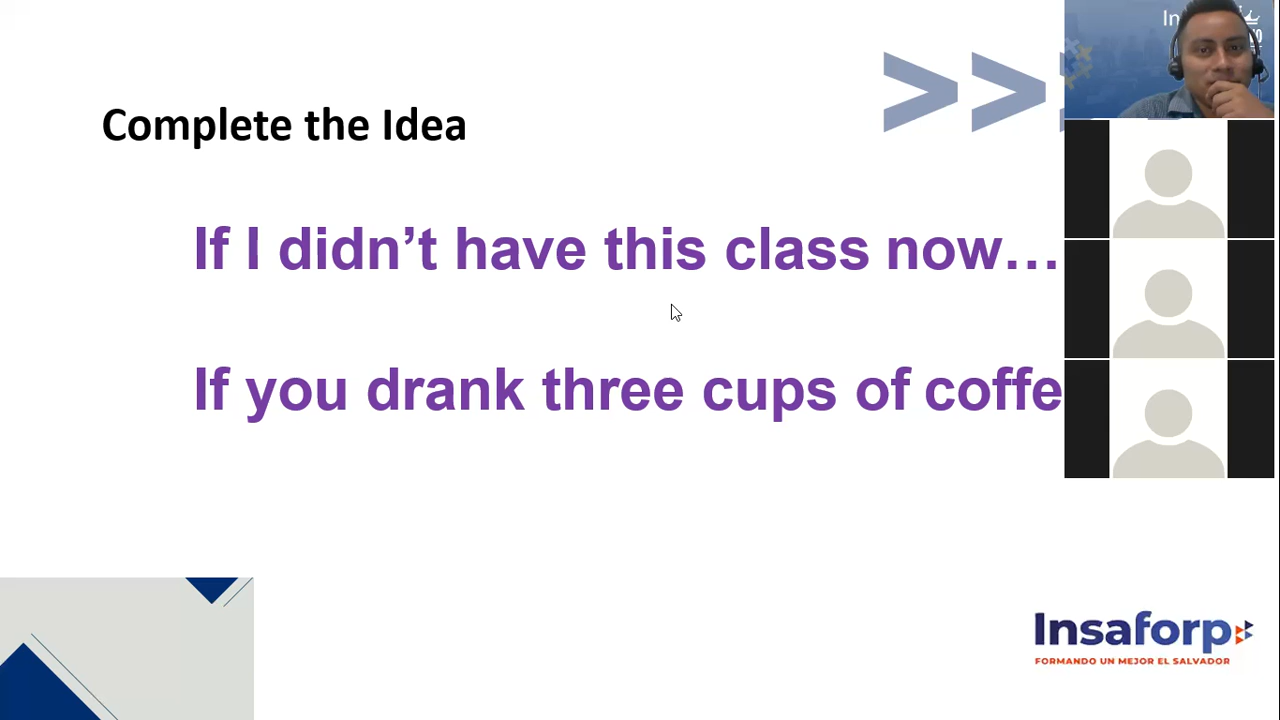 Complete the Idea
If I didn’t have this class now…
If you drank three cups of coffe
In
Insaforp
FORMANDO UN MEJOR EL SALVADOR